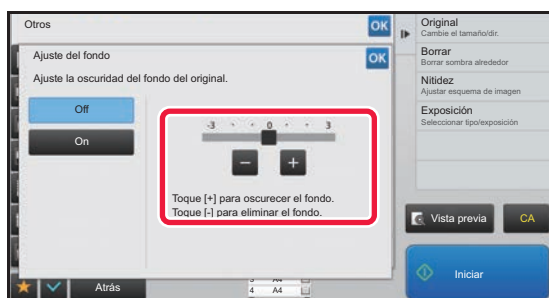 Otros
OK
Ajuste del fondo
OK
Ajuste la oscuridad del fondo del original.
Off
On
-3 0 3
− +
Toque [+] para oscurecer el fondo.
Toque [-] para eliminar el fondo.
Atrás
4 A4
Original
Cambie el tamaño/dir.
Borrar
Borrar sombra alrededor
Nitidez
Ajustar esquema de imagen
Exposición
Seleccionar tipo/exposición
Vista previa
CA
Iniciar